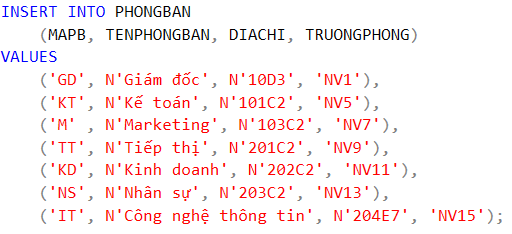 INSERT INTO PHONGBAN
(MAPB, TENPHONGBAN, DIACHI, TRUONGPHONG)
VALUES
('GD', N'Giám đốc', N'10D3', 'NV1'),
('KT', N'Kế toán', N'101C2', 'NV5'),
('M' , N'Marketing', N'103C2', 'NV7'),
('TT', N'Tiếp thị', N'201C2', 'NV9'),
('KD', N'Kinh doanh', N'202C2', 'NV11'),
('NS', N'Nhân sự', N'203C2', 'NV13'),
('IT', N'Công nghệ thông tin', N'204E7', 'NV15');